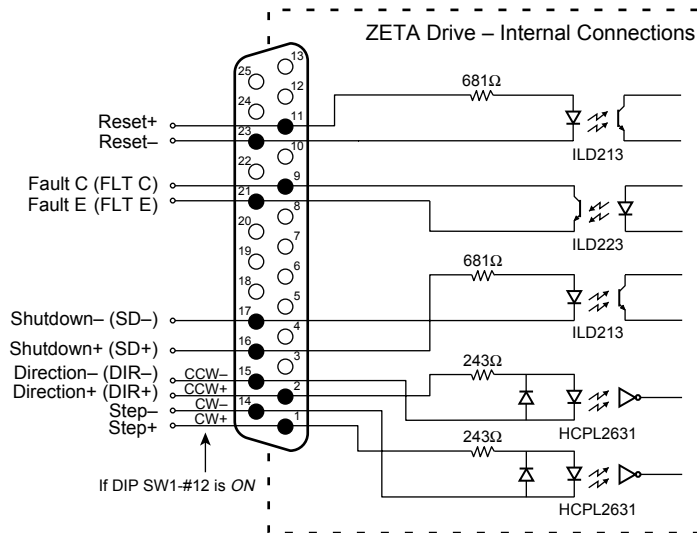 ZETA Drive – Internal Connections
13
25
12
24
11
23
10
22
9
21
8
20
7
19
6
18
5
17
4
16
3
15
2
14
1
Reset+
Reset–
Fault C (FLT C)
Fault E (FLT E)
Shutdown– (SD–)
Shutdown+ (SD+)
Direction– (DIR–) CCW–
Direction+ (DIR+) CCW+
Step– CW–
Step+ CW+
If DIP SW1-#12 is ON
681Ω
ILD213
ILD223
681Ω
ILD213
243Ω
HCPL2631
243Ω
HCPL2631